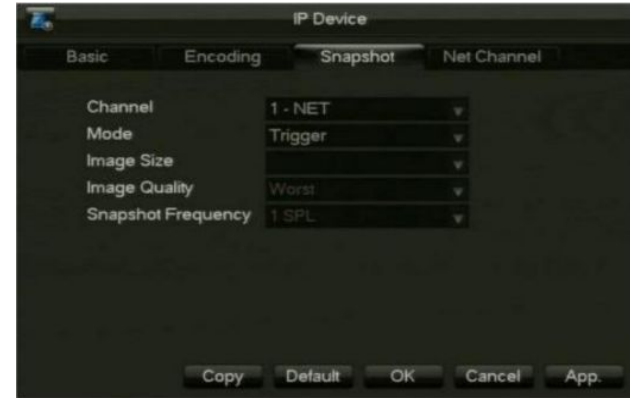 IP Device
Basic Encoding Snapshot Net Channel
Channel 1 - NET
Mode Trigger
Image Size
Image Quality Worst
Snapshot Frequency 1 SPL
Copy Default OK Cancel App.